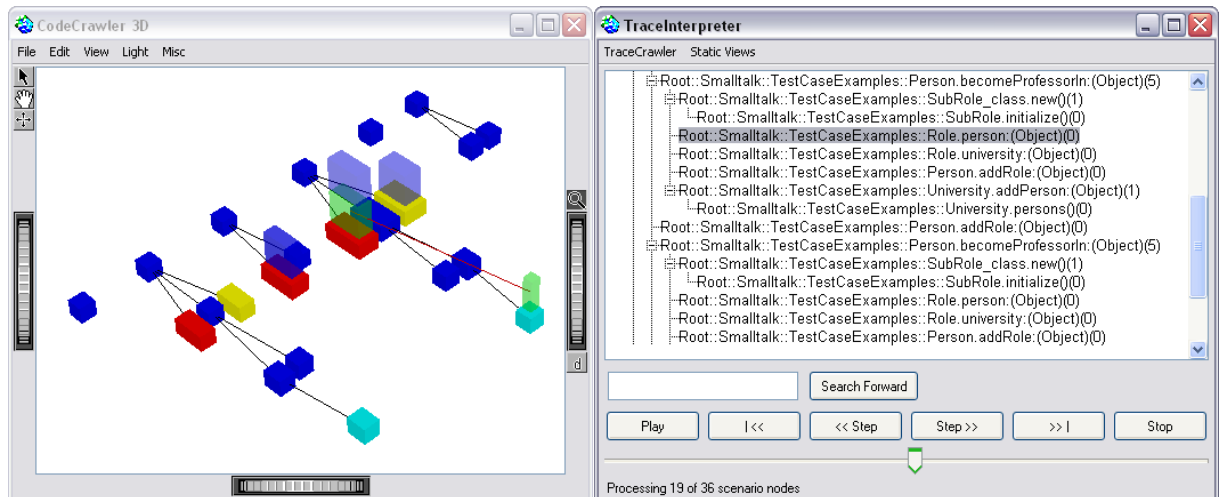 CodeCrawler 3D
File Edit View Light Misc
d
TraceInterpreter
TraceCrawler Static Views
Root::Smalltalk::TestCaseExamples::Person.becomeProfessorIn:(Object)(5)
Root::Smalltalk::TestCaseExamples::SubRole_class.new()(1)
Root::Smalltalk::TestCaseExamples::SubRole.initialize()(0)
Root::Smalltalk::TestCaseExamples::Role.person:(Object)(0)
Root::Smalltalk::TestCaseExamples::Role.university:(Object)(0)
Root::Smalltalk::TestCaseExamples::Person.addRole:(Object)(0)
Root::Smalltalk::TestCaseExamples::University.addPerson:(Object)(1)
Root::Smalltalk::TestCaseExamples::University.persons()(0)
Root::Smalltalk::TestCaseExamples::Person.addRole:(Object)(0)
Root::Smalltalk::TestCaseExamples::Person.becomeProfessorIn:(Object)(5)
Root::Smalltalk::TestCaseExamples::SubRole_class.new()(1)
Root::Smalltalk::TestCaseExamples::SubRole.initialize()(0)
Root::Smalltalk::TestCaseExamples::Role.person:(Object)(0)
Root::Smalltalk::TestCaseExamples::Role.university:(Object)(0)
Root::Smalltalk::TestCaseExamples::Person.addRole:(Object)(0)
Search Forward
Play |<< << Step Step >> >>| Stop
Processing 19 of 36 scenario nodes